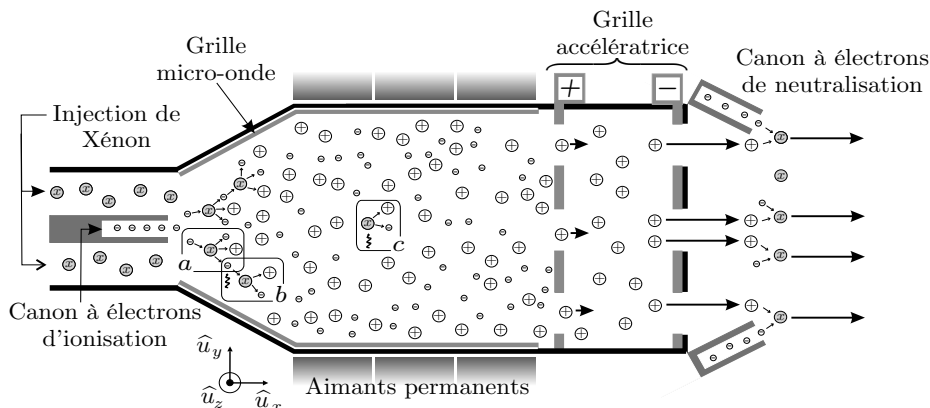 Grille
accélératrice
Grille
micro-onde
Canon à électrons
de neutralisation
Injection de
Xénon
+
−
x
a
b
c
Canon à électrons
d'ionisation
Aimants permanents
û_y
û_z
û_x